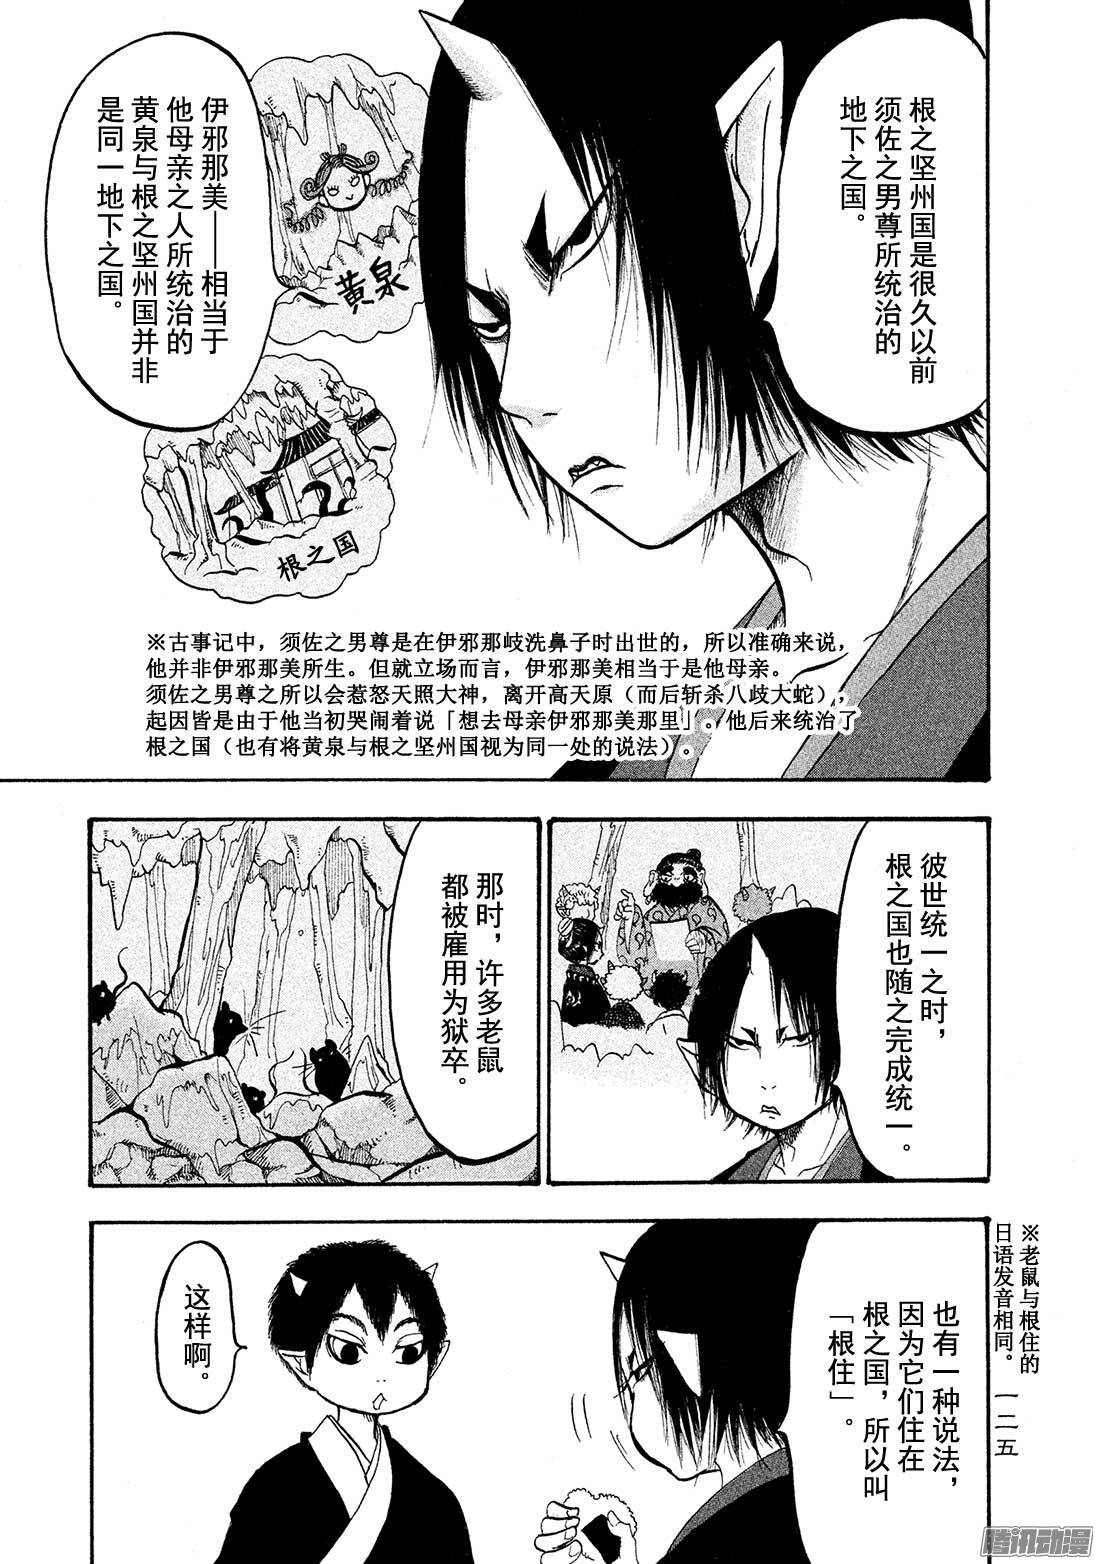 根之坚州国是很久以前
须佐之男尊所统治的
地下之国。
伊邪那美——相当于
他母亲之人所统治的
黄泉与根之坚州国并非
是同一地下之国。
黄泉
根之国
※古事记中，须佐之男尊是在伊邪那岐洗鼻子时出世的，所以准确来说，
他并非伊邪那美所生。但就立场而言，伊邪那美相当于是他母亲。
须佐之男尊之所以会惹怒天照大神，离开高天原（而后斩杀八歧大蛇），
起因皆是由于他当初哭闹着说「想去母亲伊邪那美那里」。他后来统治了
根之国（也有将黄泉与根之坚州国视为同一处的说法）。
彼世统一之时，
根之国也随之完成统一。
那时，许多老鼠
都被雇用为狱卒。
也有一种说法，
因为它们住在
根之国，所以叫
「根住」。
※老鼠与根住的
日语发音相同。
这样啊。
一二五
腾讯动漫